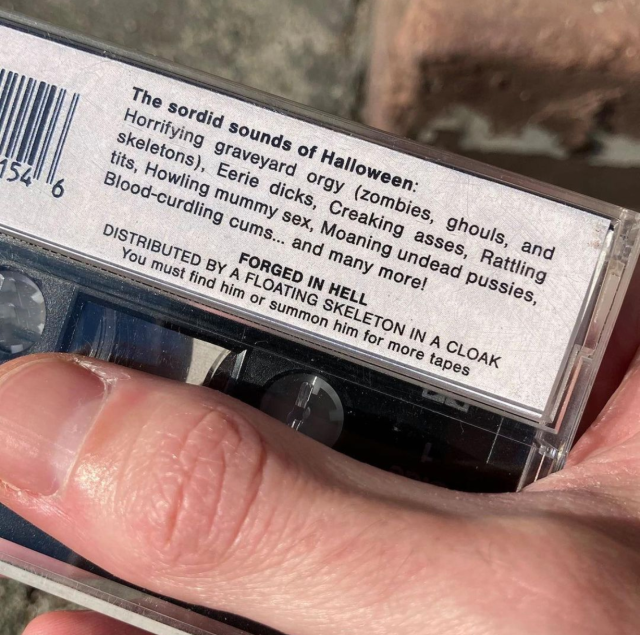 The sordid sounds of Halloween:
Horrifying graveyard orgy (zombies, ghouls, and
skeletons), Eerie dicks, Creaking asses, Rattling
tits, Howling mummy sex, Moaning undead pussies,
Blood-curdling cums... and many more!
FORGED IN HELL
DISTRIBUTED BY A FLOATING SKELETON IN A CLOAK
You must find him or summon him for more tapes
154 6